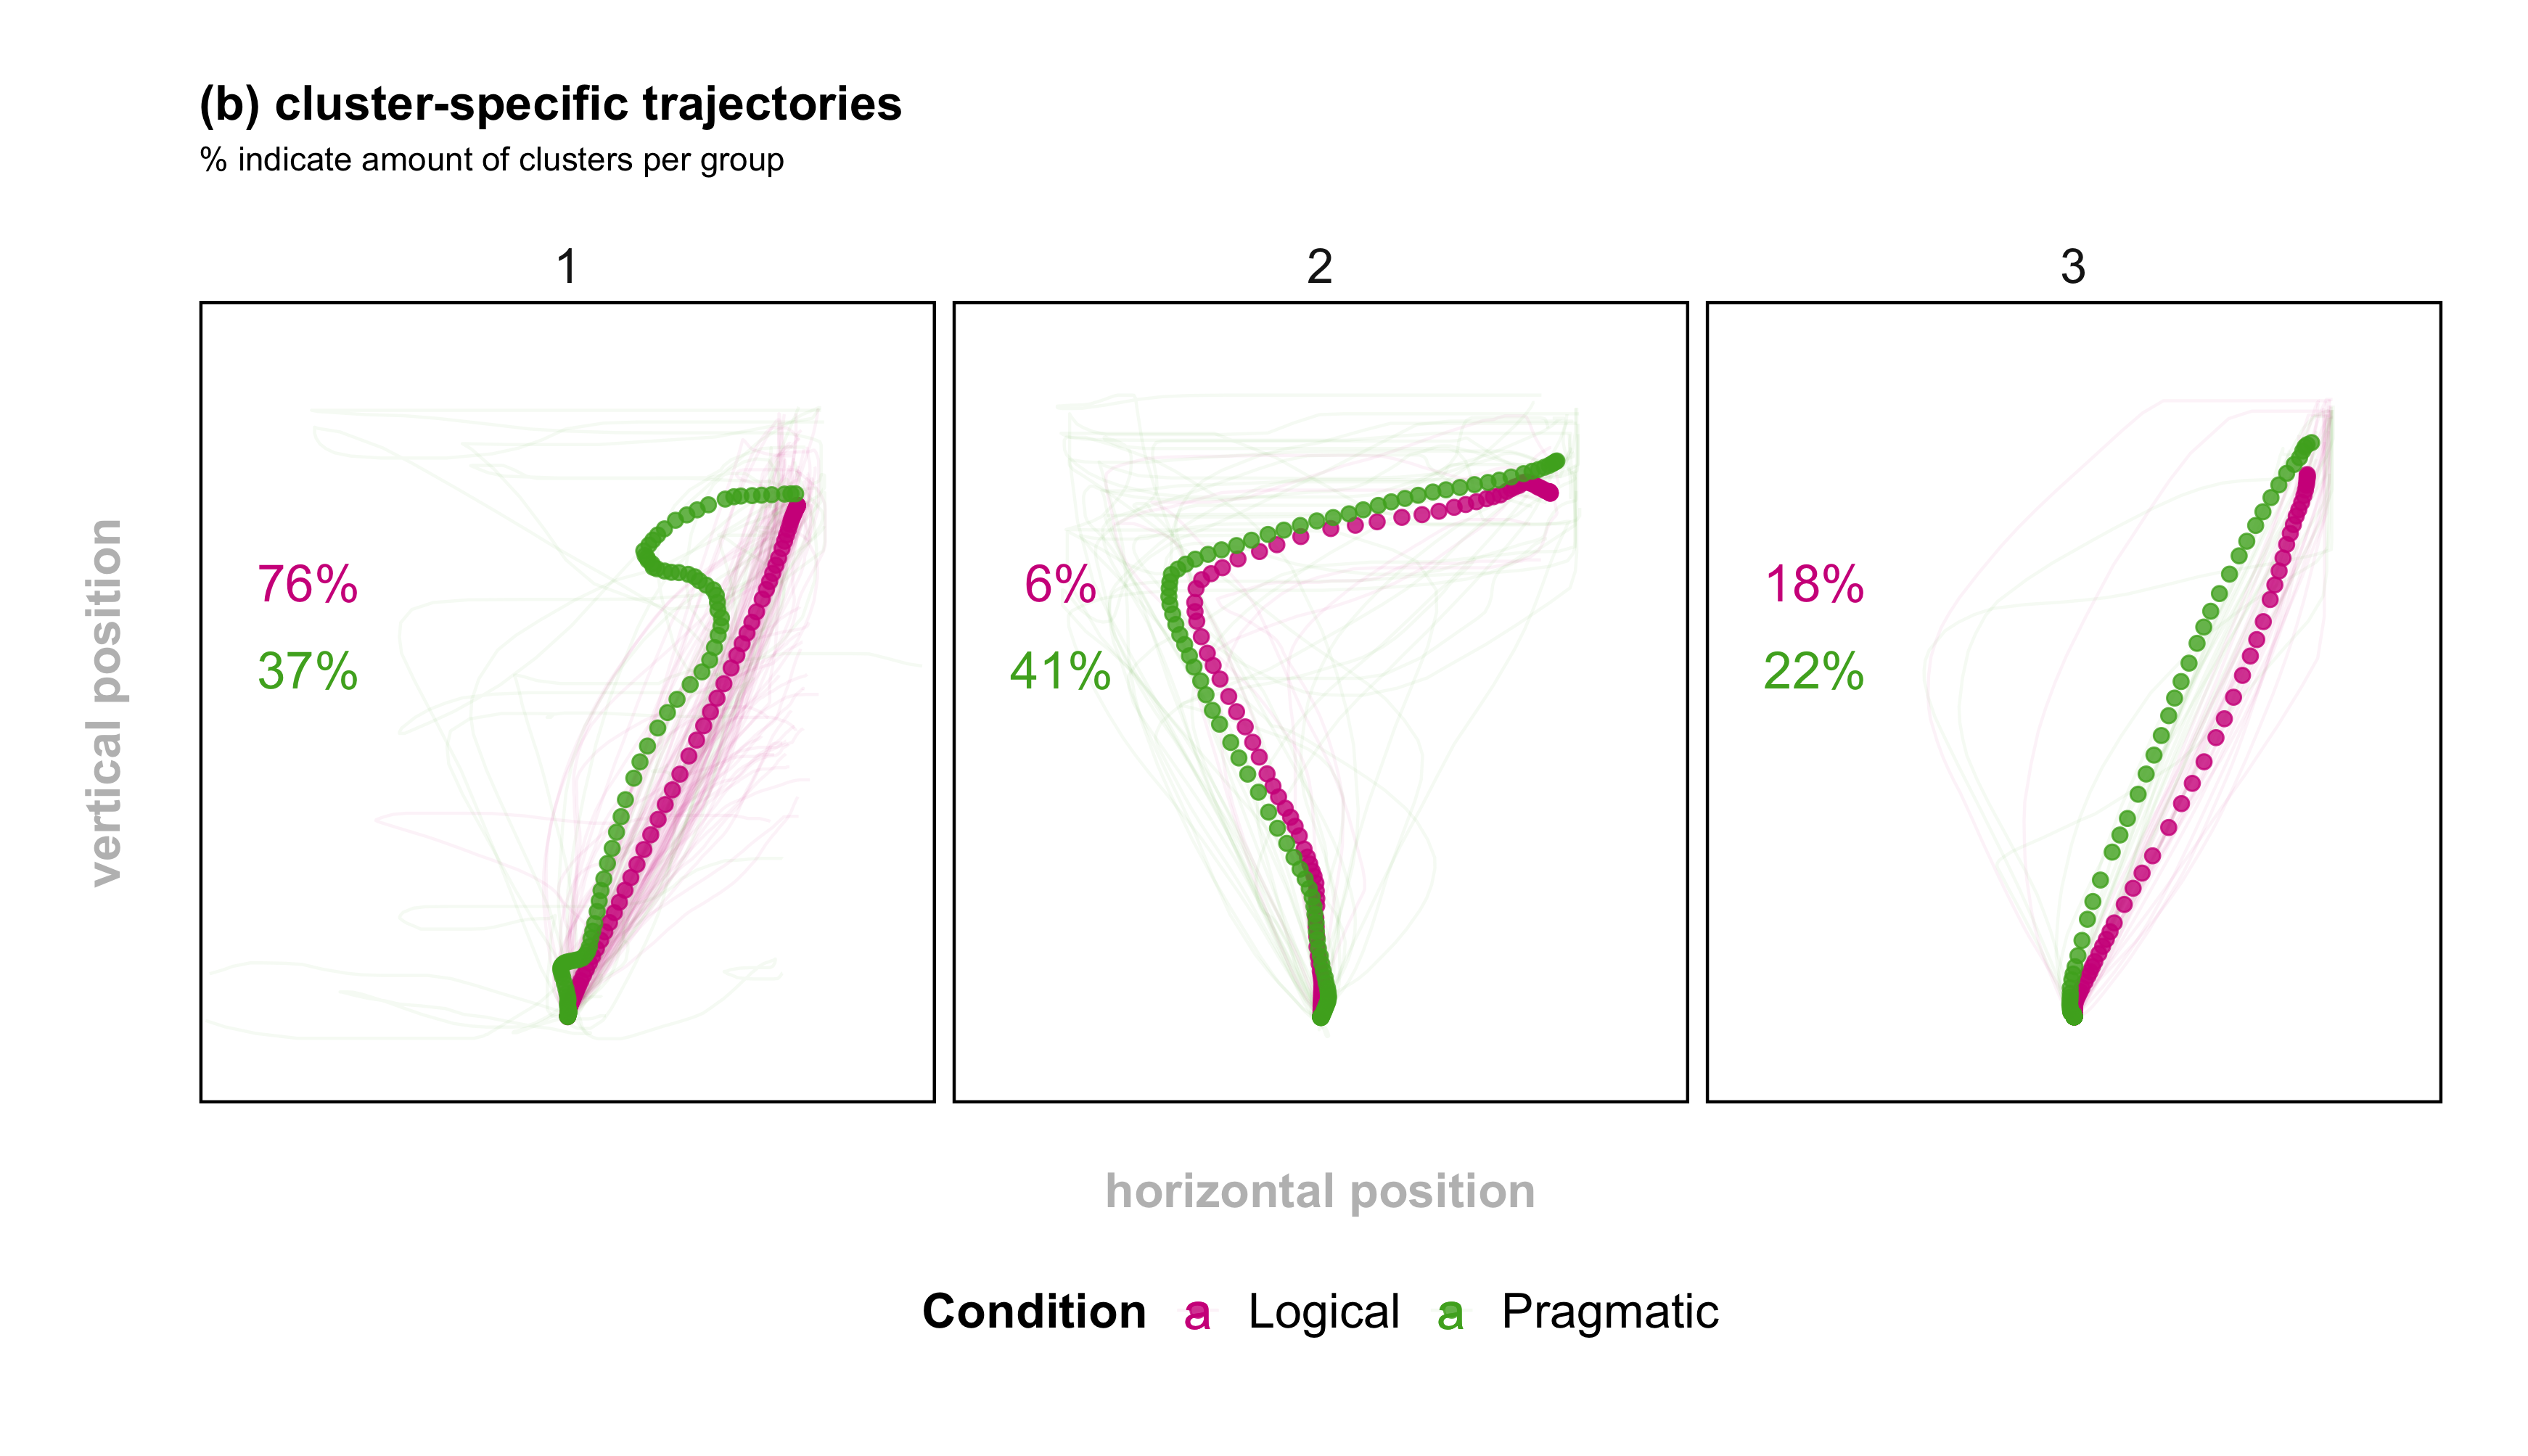 (b) cluster-specific trajectories
% indicate amount of clusters per group
1 2 3
vertical position
76% 6% 18%
37% 41% 22%
horizontal position
Condition a Logical a Pragmatic